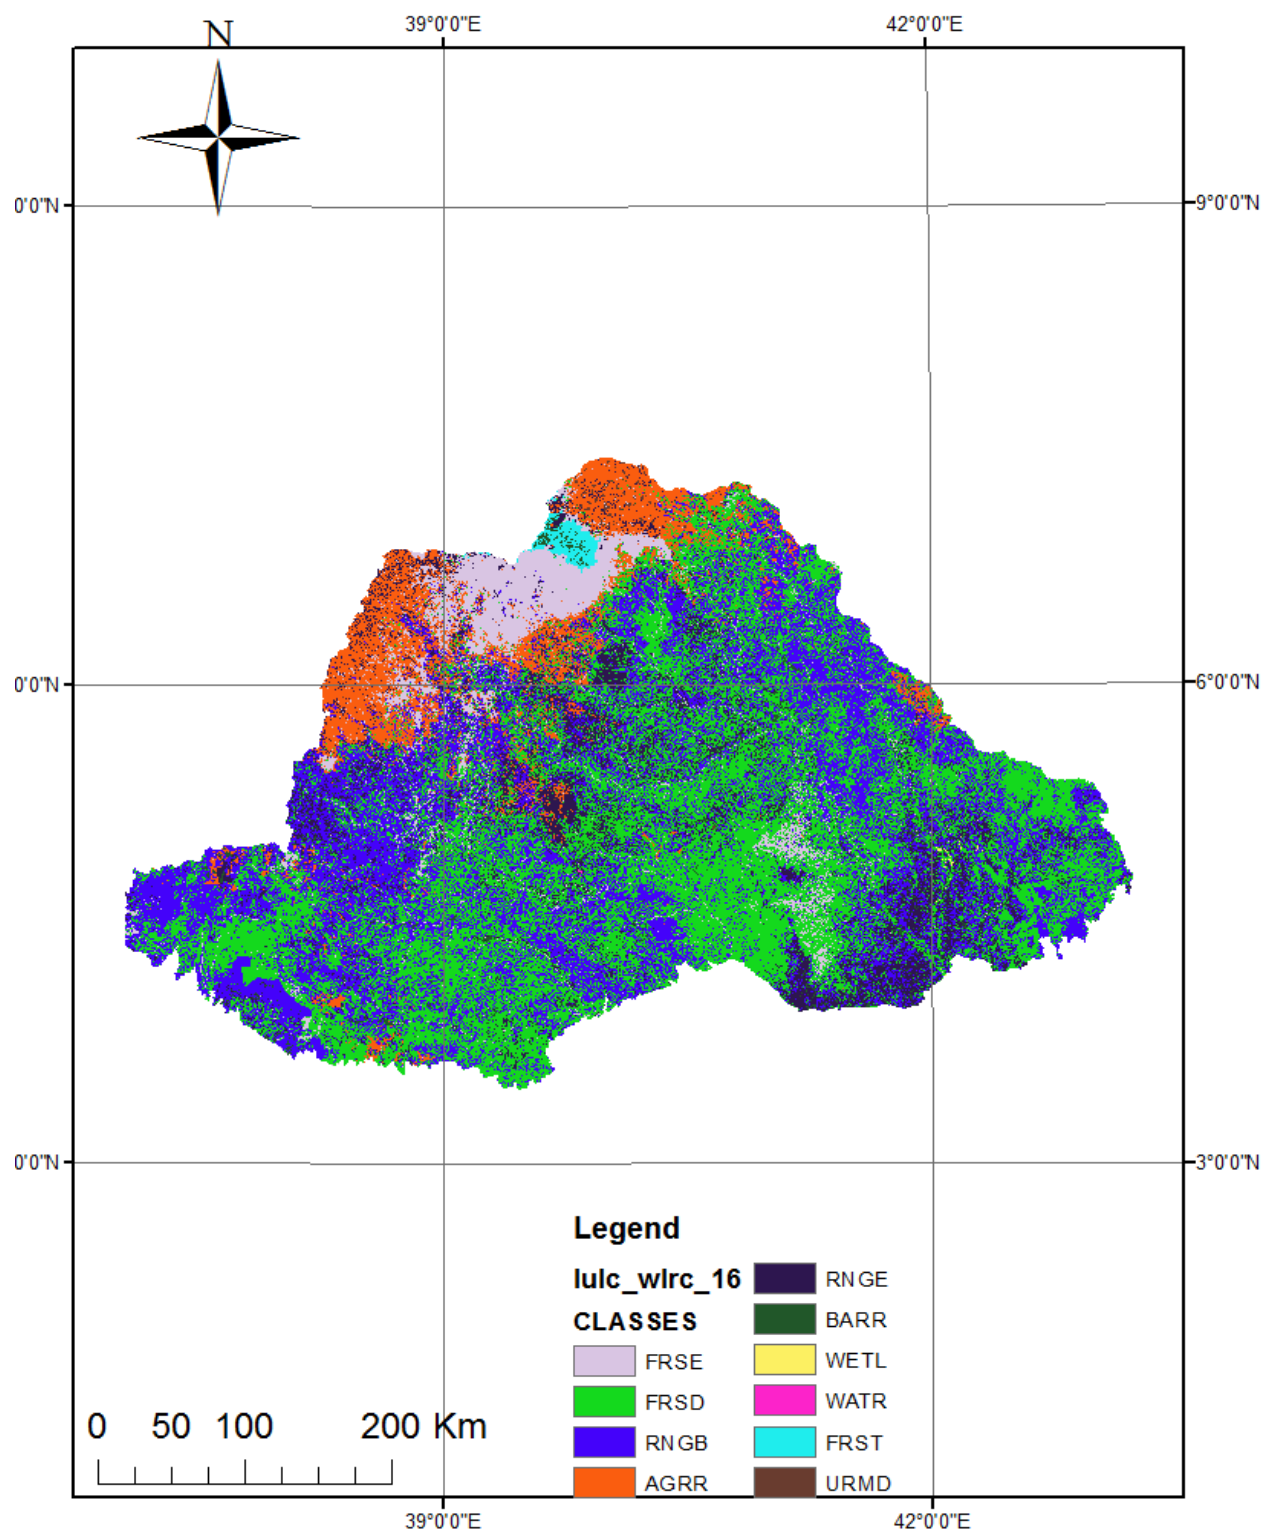 39°0'0"E 42°0'0"E
N
0'0"N 9°0'0"N
0'0"N 6°0'0"N
0'0"N 3°0'0"N
Legend
lulc_wlrc_16
CLASSES
FRSE
FRSD
RNGB
AGRR
RNGE
BARR
WETL
WATR
FRST
URMD
0 50 100 200 Km
39°0'0"E 42°0'0"E